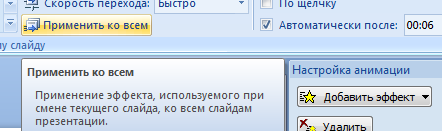 Скорость перехода: Быстро
По щелчку
Применить ко всем
Автоматически после: 00:06
му слайду
Применить ко всем
Настройка анимации
Применение эффекта, используемого при
смене текущего слайда, ко всем слайдам
презентации.
Добавить эффект
Удалить